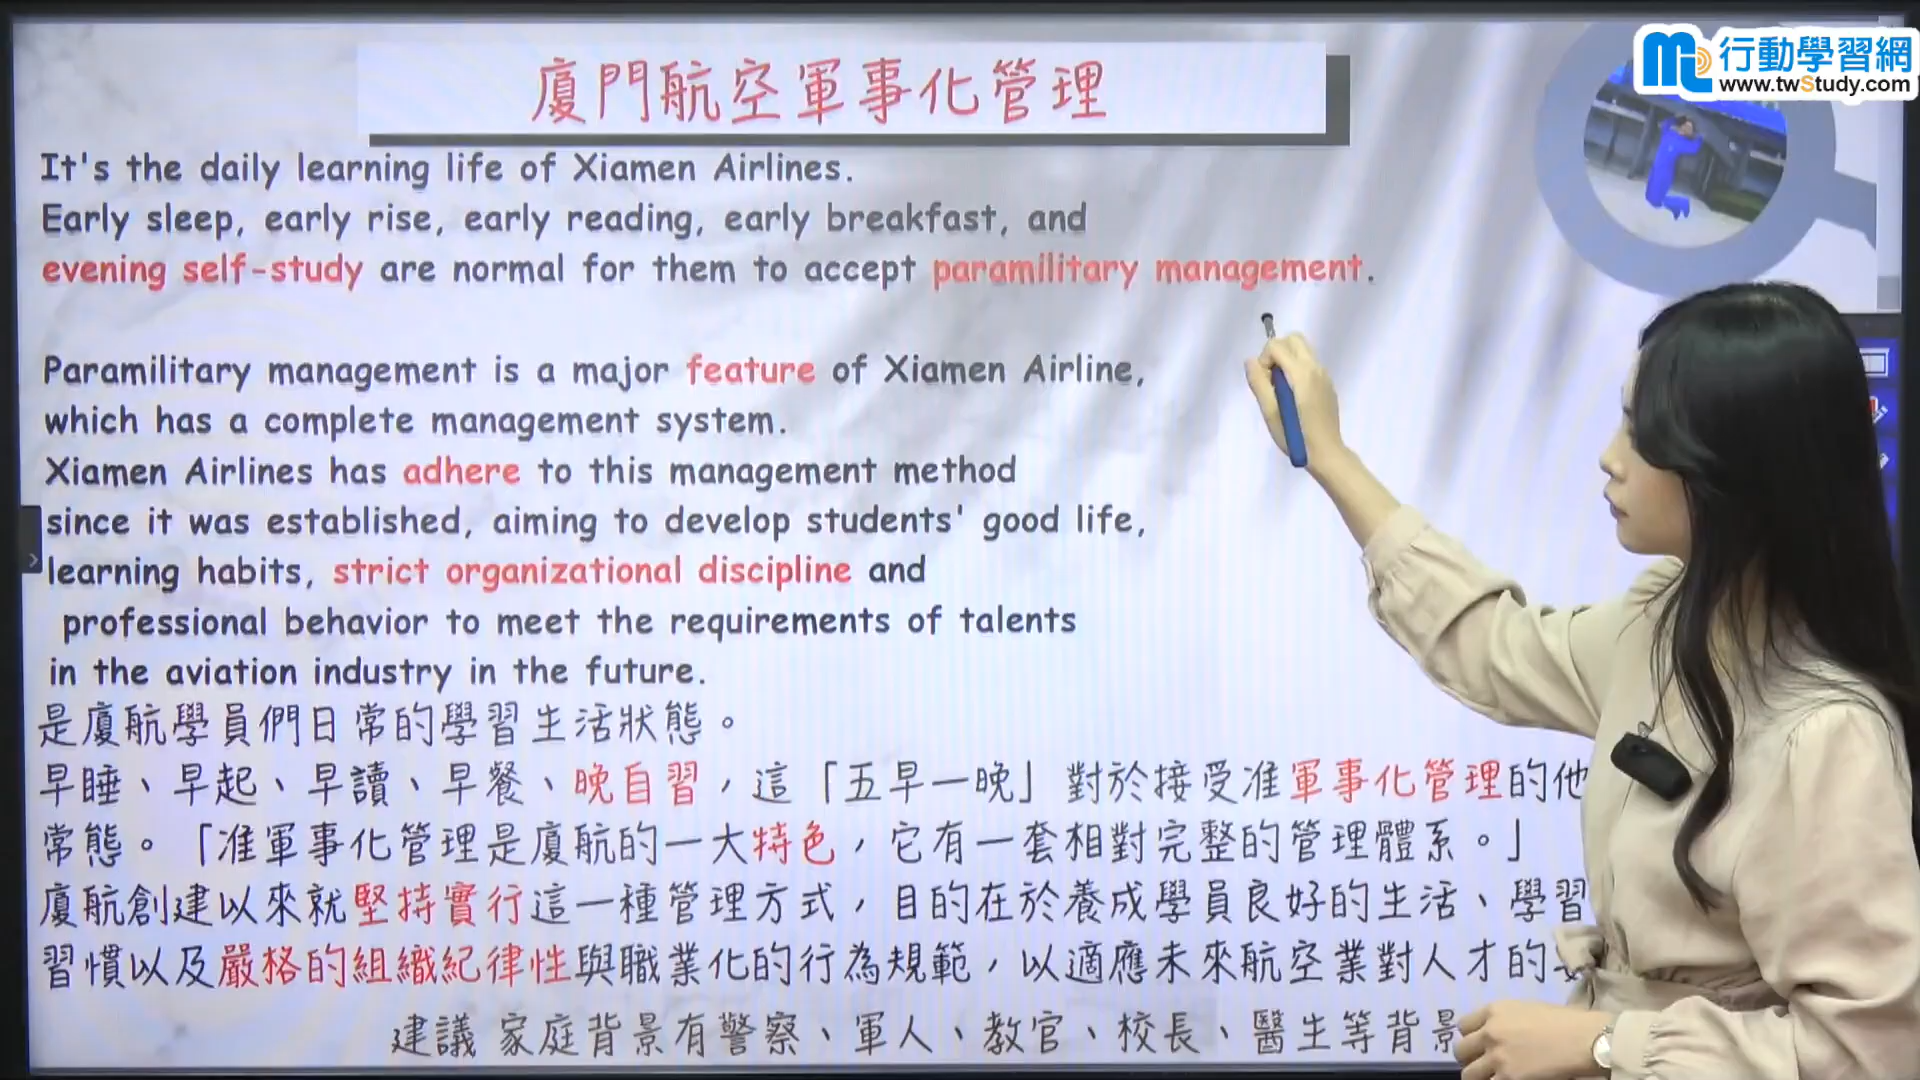 行動學習網
www.twStudy.com
廈門航空軍事化管理
It's the daily learning life of Xiamen Airlines.
Early sleep, early rise, early reading, early breakfast, and
evening self-study are normal for them to accept paramilitary management.
Paramilitary management is a major feature of Xiamen Airline,
which has a complete management system.
Xiamen Airlines has adhere to this management method
since it was established, aiming to develop students' good life,
learning habits, strict organizational discipline and
professional behavior to meet the requirements of talents
in the aviation industry in the future.
是廈航學員們日常的學習生活狀態。
早睡、早起、早讀、早餐、晚自習，這「五早一晚」對於接受准軍事化管理的他
常態。「准軍事化管理是廈航的一大特色，它有一套相對完整的管理體系。」
廈航創建以來就堅持實行這一種管理方式，目的在於養成學員良好的生活、學習
習慣以及嚴格的組織紀律性與職業化的行為規範，以適應未來航空業對人才的
建議 家庭背景有警察、軍人、教官、校長、醫生等背景